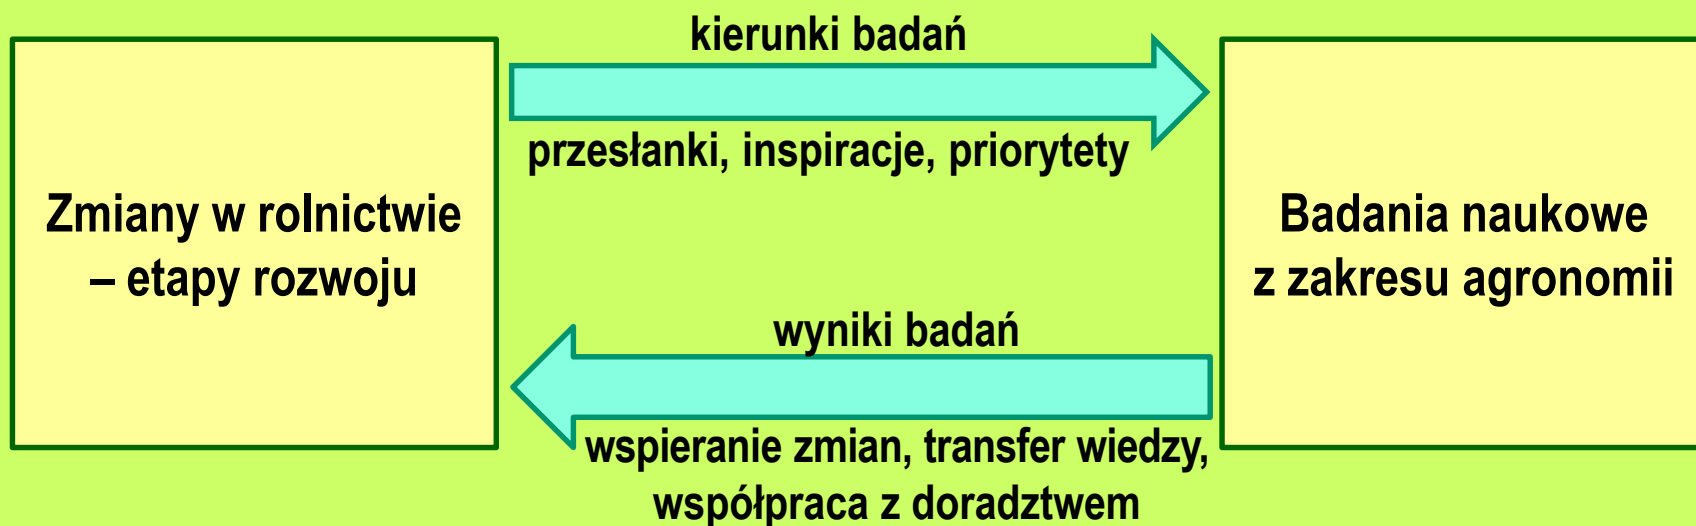 kierunki badań
przesłanki, inspiracje, priorytety
Zmiany w rolnictwie
– etapy rozwoju
Badania naukowe
z zakresu agronomii
wyniki badań
wspieranie zmian, transfer wiedzy,
współpraca z doradztwem